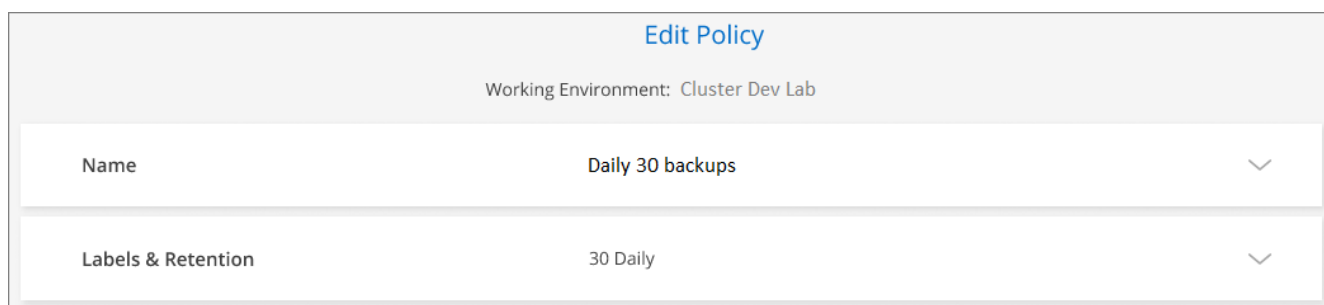 Edit Policy
Working Environment: Cluster Dev Lab
Name Daily 30 backups
Labels & Retention 30 Daily